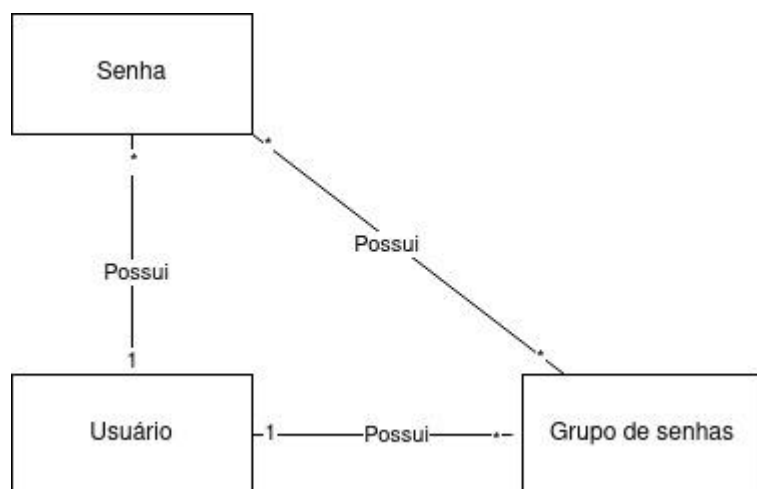 Senha
*
*
Possui
Possui
1
*
Usuário
1
Possui
*
Grupo de senhas